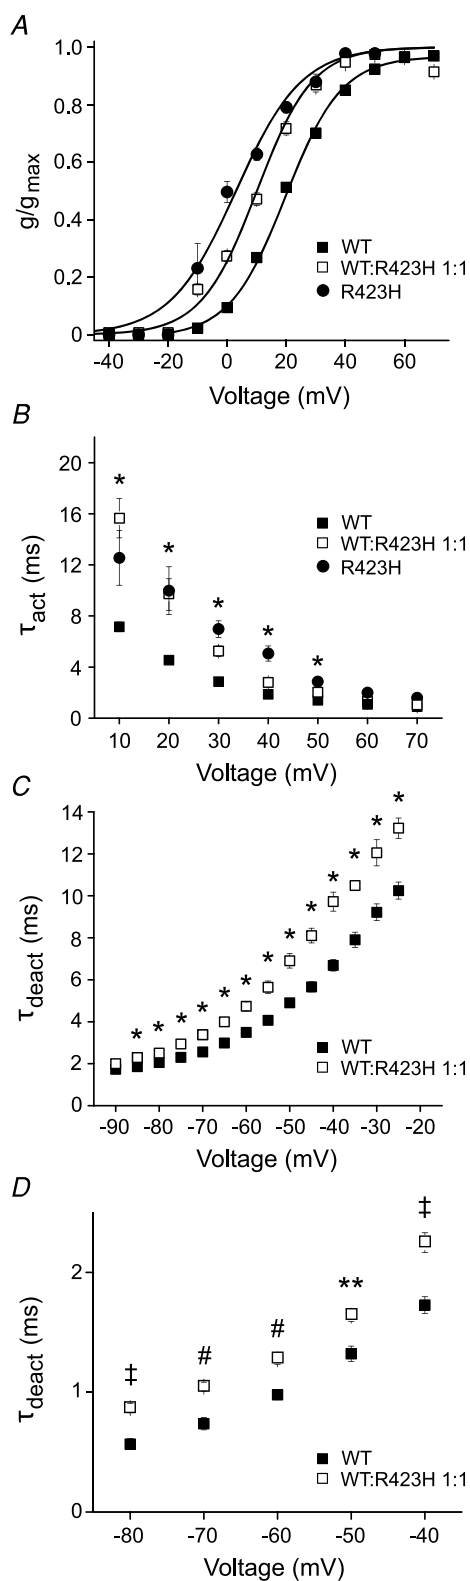 A
1.0
0.8
0.6
0.4
0.2
0
g/gmax
WT
WT:R423H 1:1
R423H
-40 -20 0 20 40 60
Voltage (mV)
B
20
16
12
8
4
0
τact (ms)
* * * * *
WT
WT:R423H 1:1
R423H
10 20 30 40 50 60 70
Voltage (mV)
C
14
12
10
8
6
4
2
0
τdeact (ms)
* * * * * * * * * * * * *
WT
WT:R423H 1:1
-90 -80 -70 -60 -50 -40 -30 -20
Voltage (mV)
D
2
1
0
τdeact (ms)
‡ # # ** ‡
WT
WT:R423H 1:1
-80 -70 -60 -50 -40
Voltage (mV)